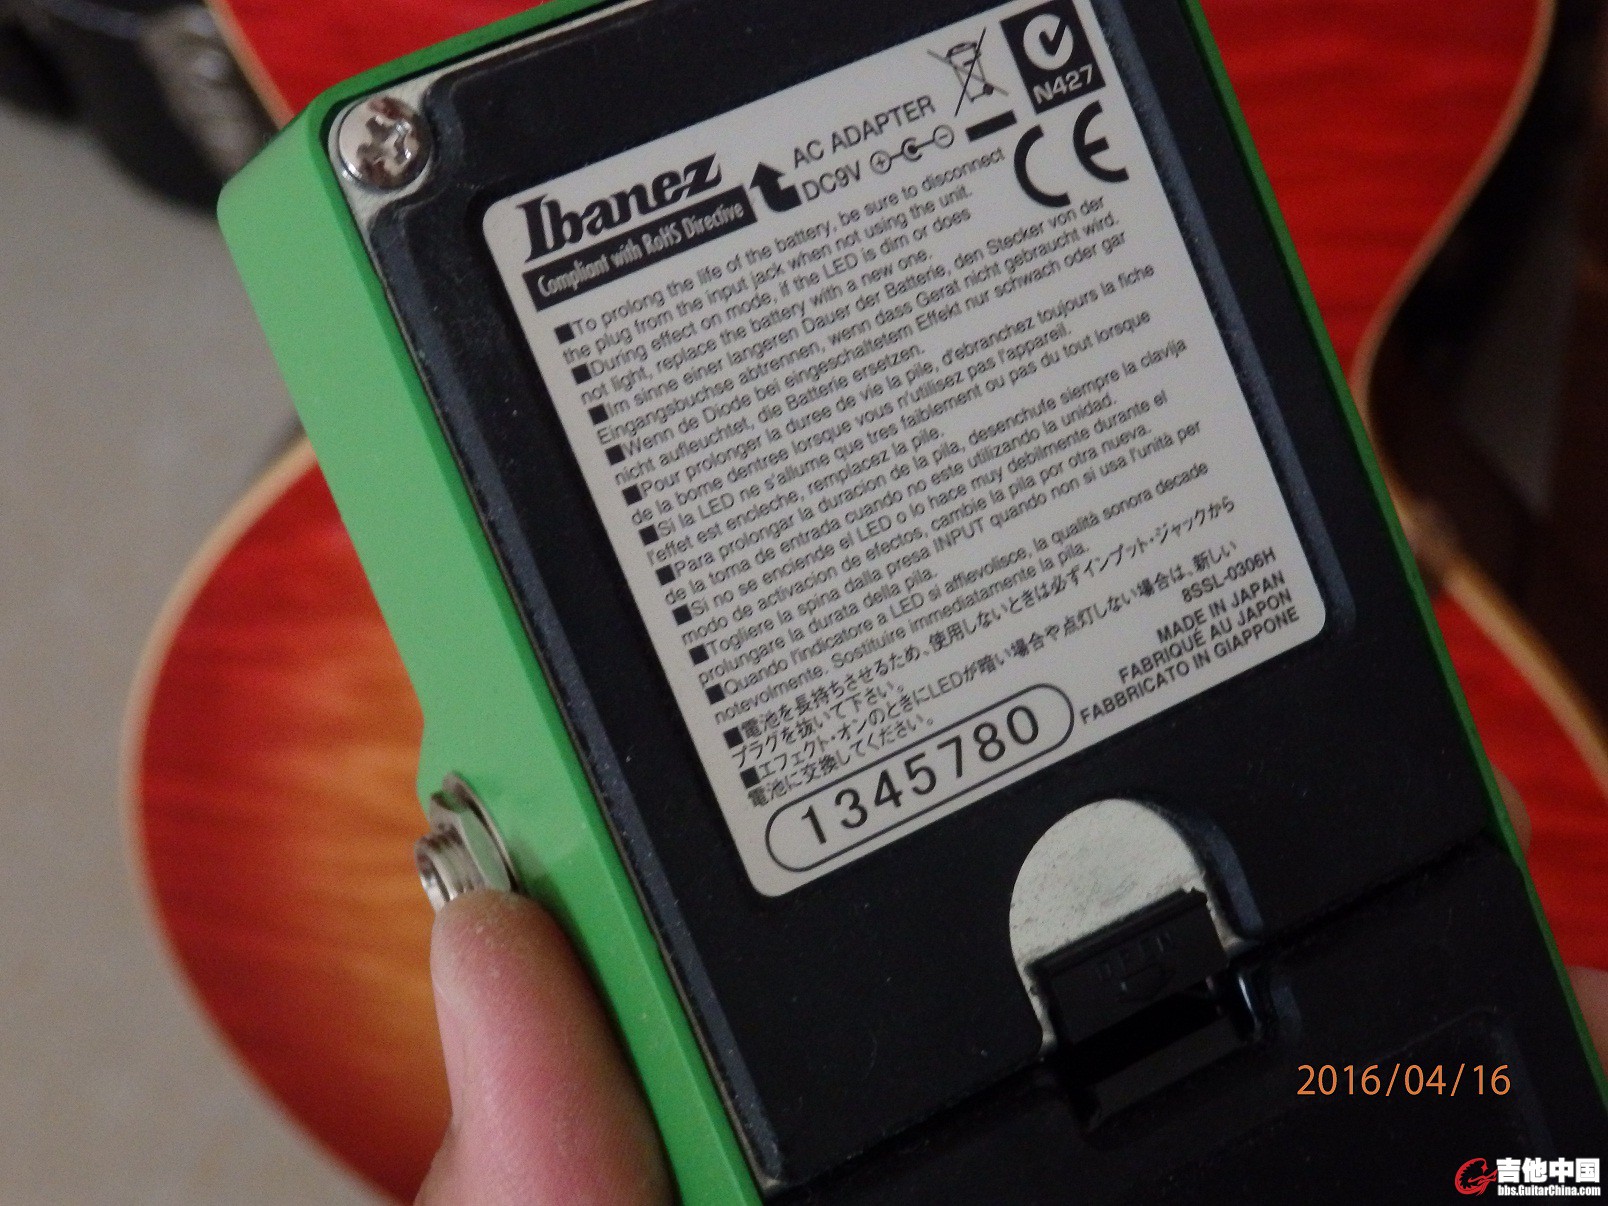 N427
Ibanez
Compliant with RoHS Directive
AC ADAPTER
DC9V
CE
■To prolong the life of the battery, be sure to disconnect
the plug from the input jack when not using the unit.
■During effect on mode, if the LED is dim or does
not light, replace the battery with a new one.
■Im sinne einer langeren Dauer der Batterie, den Stecker von der
Eingangsbuchse abtrennen, wenn dass Gerat nicht gebraucht wird.
■Wenn de Diode bei eingeschaltetem Effekt nur schwach oder gar
nicht aufleuchtet, die Batterie ersetzen.
■Pour prolonger la duree de vie la pile, d'ebranchez toujours la fiche
de la borne dentree lorsque vous n'utilisez pas l'appareil.
■Si la LED ne s'allume que tres faiblement ou pas du tout lorsque
l'effet est encleche, remplacez la pile.
■Para prolongar la duracion de la pila, desenchufe siempre la clavija
de la toma de entrada cuando no este utilizando la unidad.
■Si no se enciende el LED o lo hace muy debilmente durante el
modo de activacion de efectos, cambie la pila por otra nueva.
■Togliere la spina dalla presa INPUT quando non si usa l'unità per
prolungare la durata della pila.
■Quando l'indicatore a LED si affievolisce, la qualità sonora decade
notevolmente. Sostituire immediatamente la pila.
■電池を長持ちさせるため、使用しないときは必ずインプット・ジャックから
プラグを抜いて下さい。
■エフェクト・オンのときにLEDが暗い場合や点灯しない場合は、新しい
電池に交換してください。
8SSL-0306H
MADE IN JAPAN
FABRIQUÉ AU JAPON
FABBRICATO IN GIAPPONE
1345780
OPEN
2016/04/16
吉他中国
bbs.GuitarChina.com